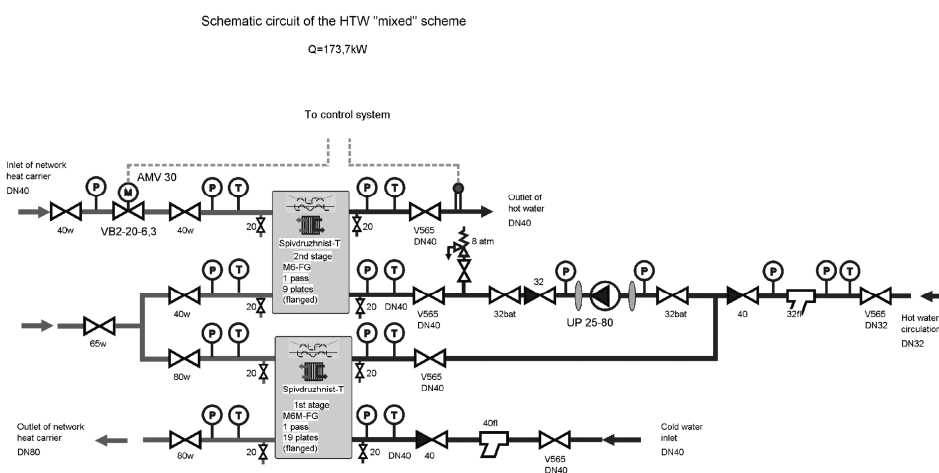 Schematic circuit of the HTW "mixed" scheme
Q=173,7kW
To control system
Inlet of network
heat carrier
DN40
AMV 30
P
M
P
T
P
T
40w
VB2-20-6,3
40w
20
20
V565
DN40
Outlet of
hot water
DN40
8 atm
Spivdruzhnist-T
2nd stage
M6-FG
1 pass
9 plates
(flanged)
P
T
P
T
32
P
P
P
P
T
40w
20
20
DN40
V565
DN40
32bat
UP 25-80
32bat
40
32fl
V565
DN32
Hot water
circulation
DN32
65w
P
T
P
T
80w
20
20
V565
DN40
Spivdruzhnist-T
1st stage
M6M-FG
1 pass
19 plates
(flanged)
Outlet of network
heat carrier
DN80
P
T
P
T
80w
20
20
DN40
40
40fl
V565
DN40
Cold water
inlet
DN40